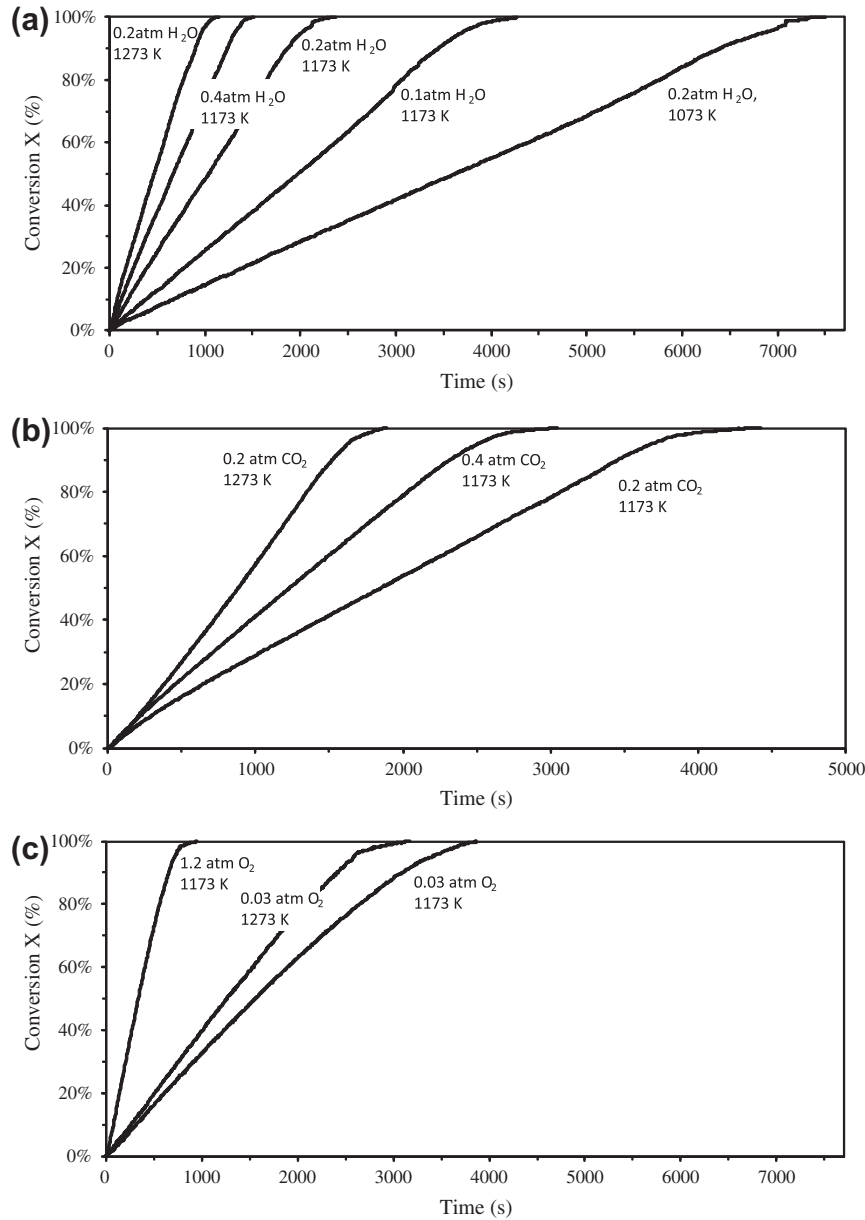 (a)
100%
80%
60%
40%
20%
0%
Conversion X (%)
0.2atm H₂O
1273 K
0.4atm H₂O
1173 K
0.2atm H₂O
1173 K
0.1atm H₂O
1173 K
0.2atm H₂O,
1073 K
0 1000 2000 3000 4000 5000 6000 7000
Time (s)
(b)
100%
80%
60%
40%
20%
0%
Conversion X (%)
0.2 atm CO₂
1273 K
0.4 atm CO₂
1173 K
0.2 atm CO₂
1173 K
0 1000 2000 3000 4000 5000
Time (s)
(c)
100%
80%
60%
40%
20%
0%
Conversion X (%)
1.2 atm O₂
1173 K
0.03 atm O₂
1273 K
0.03 atm O₂
1173 K
0 1000 2000 3000 4000 5000 6000 7000
Time (s)